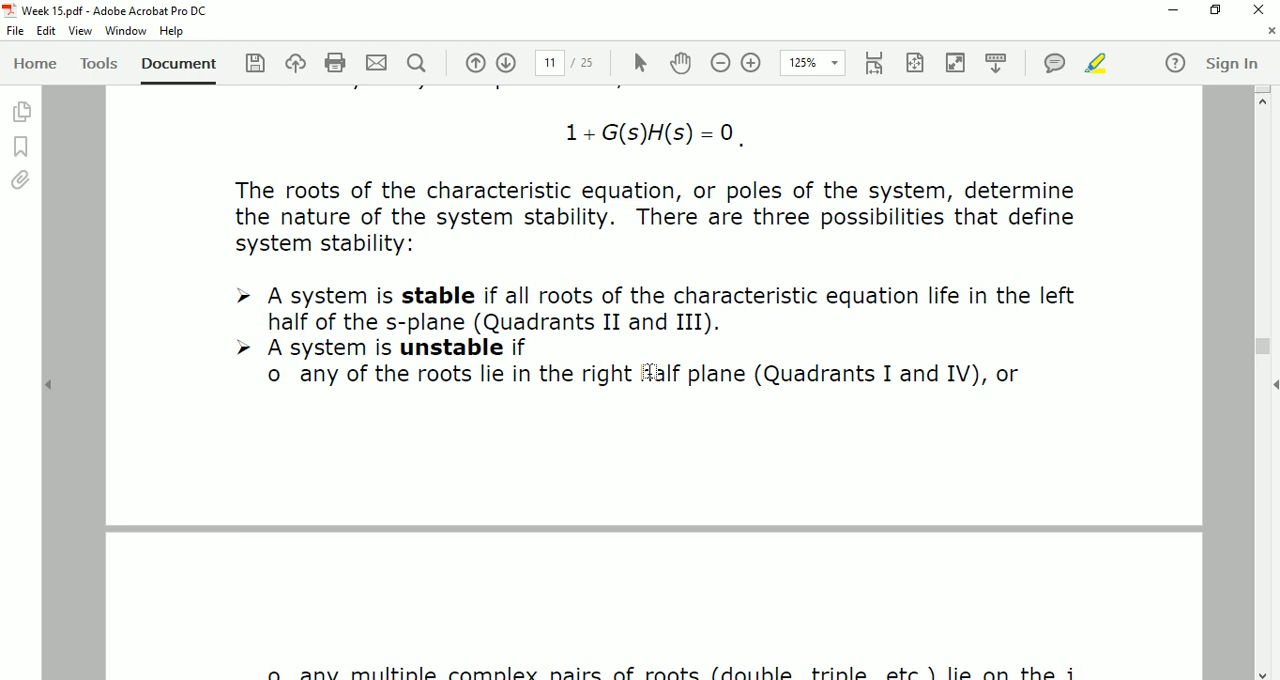 Week 15.pdf - Adobe Acrobat Pro DC
File Edit View Window Help
Home Tools Document 11 / 25 125% Sign In
1 + G(s)H(s) = 0 .
The roots of the characteristic equation, or poles of the system, determine
the nature of the system stability. There are three possibilities that define
system stability:
➢ A system is stable if all roots of the characteristic equation life in the left
half of the s-plane (Quadrants II and III).
➢ A system is unstable if
o any of the roots lie in the right half plane (Quadrants I and IV), or
o any multiple complex pairs of roots (double, triple, etc.) lie on the j